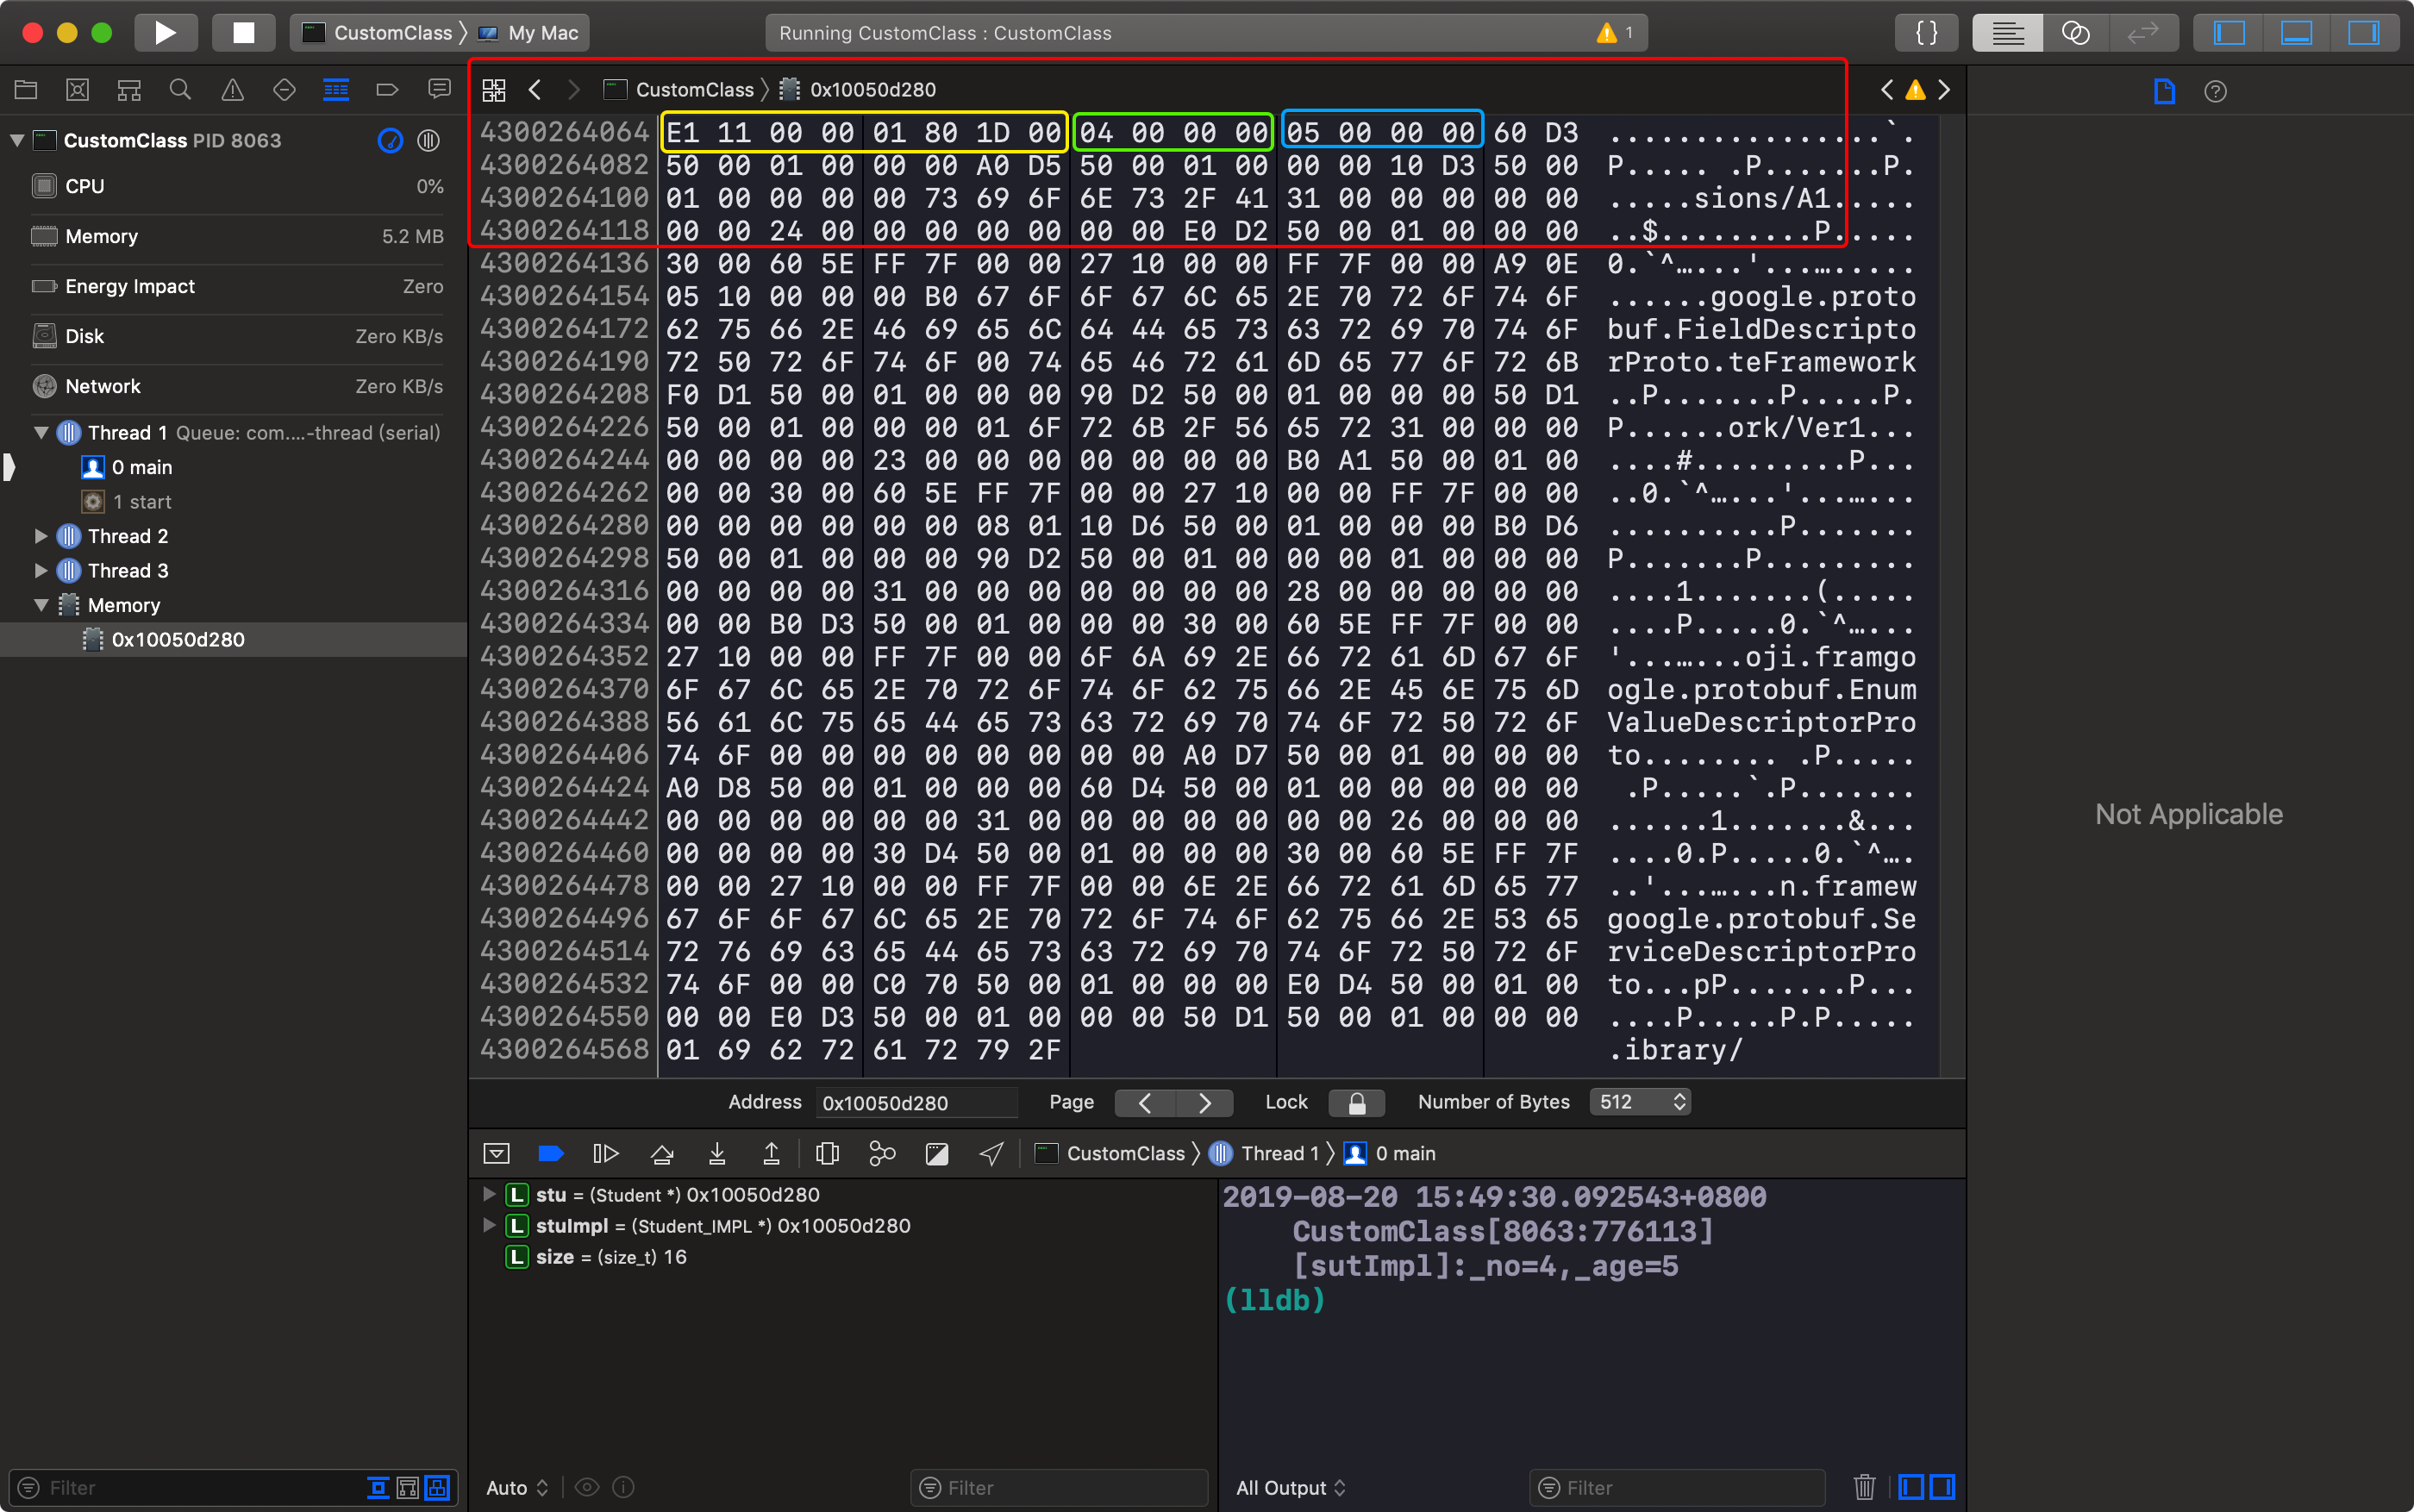 CustomClass 〉 My Mac
Running CustomClass : CustomClass
1
{ }
CustomClass 〉 0x10050d280
CustomClass PID 8063
CPU 0%
Memory 5.2 MB
Energy Impact Zero
Disk Zero KB/s
Network Zero KB/s
Thread 1 Queue: com....-thread (serial)
0 main
1 start
Thread 2
Thread 3
Memory
0x10050d280
Filter
4300264064 E1 11 00 00 01 80 1D 00 04 00 00 00 05 00 00 00 60 D3 ................`.
4300264082 50 00 01 00 00 00 A0 D5 50 00 01 00 00 00 10 D3 50 00 P..... .P.......P.
4300264100 01 00 00 00 00 73 69 6F 6E 73 2F 41 31 00 00 00 00 00 .....sions/A1.....
4300264118 00 00 24 00 00 00 00 00 00 00 E0 D2 50 00 01 00 00 00 ..$.........P.....
4300264136 30 00 60 5E FF 7F 00 00 27 10 00 00 FF 7F 00 00 A9 0E 0.`^…...'...….....
4300264154 05 10 00 00 00 B0 67 6F 6F 67 6C 65 2E 70 72 6F 74 6F ......google.proto
4300264172 62 75 66 2E 46 69 65 6C 64 44 65 73 63 72 69 70 74 6F buf.FieldDescripto
4300264190 72 50 72 6F 74 6F 00 74 65 46 72 61 6D 65 77 6F 72 6B rProto.teFramework
4300264208 F0 D1 50 00 01 00 00 00 90 D2 50 00 01 00 00 00 50 D1 ..P.......P.....P.
4300264226 50 00 01 00 00 00 01 6F 72 6B 2F 56 65 72 31 00 00 00 P......ork/Ver1...
4300264244 00 00 00 00 23 00 00 00 00 00 00 00 B0 A1 50 00 01 00 ....#.........P...
4300264262 00 00 30 00 60 5E FF 7F 00 00 27 10 00 00 FF 7F 00 00 ..0.`^…...'...…...
4300264280 00 00 00 00 00 00 08 01 10 D6 50 00 01 00 00 00 B0 D6 ..........P.......
4300264298 50 00 01 00 00 00 90 D2 50 00 01 00 00 00 01 00 00 00 P.......P.........
4300264316 00 00 00 00 31 00 00 00 00 00 00 00 28 00 00 00 00 00 ....1.......(.....
4300264334 00 00 B0 D3 50 00 01 00 00 00 30 00 60 5E FF 7F 00 00 ....P.....0.`^…...
4300264352 27 10 00 00 FF 7F 00 00 6F 6A 69 2E 66 72 61 6D 67 6F '...…...oji.framgo
4300264370 6F 67 6C 65 2E 70 72 6F 74 6F 62 75 66 2E 45 6E 75 6D ogle.protobuf.Enum
4300264388 56 61 6C 75 65 44 65 73 63 72 69 70 74 6F 72 50 72 6F ValueDescriptorPro
4300264406 74 6F 00 00 00 00 00 00 00 00 A0 D7 50 00 01 00 00 00 to........ .P.....
4300264424 A0 D8 50 00 01 00 00 00 60 D4 50 00 01 00 00 00 00 00  .P.....`.P.......
4300264442 00 00 00 00 00 00 31 00 00 00 00 00 00 00 26 00 00 00 ......1.......&...
4300264460 00 00 00 00 30 D4 50 00 01 00 00 00 30 00 60 5E FF 7F ....0.P.....0.`^….
4300264478 00 00 27 10 00 00 FF 7F 00 00 6E 2E 66 72 61 6D 65 77 ..'...…...n.framew
4300264496 67 6F 6F 67 6C 65 2E 70 72 6F 74 6F 62 75 66 2E 53 65 google.protobuf.Se
4300264514 72 76 69 63 65 44 65 73 63 72 69 70 74 6F 72 50 72 6F rviceDescriptorPro
4300264532 74 6F 00 00 C0 70 50 00 01 00 00 00 E0 D4 50 00 01 00 to...pP.......P...
4300264550 00 00 E0 D3 50 00 01 00 00 00 50 D1 50 00 01 00 00 00 ....P.....P.P.....
4300264568 01 69 62 72 61 72 79 2F .ibrary/
Not Applicable
Address 0x10050d280 Page Lock Number of Bytes 512
CustomClass 〉 Thread 1 〉 0 main
L stu = (Student *) 0x10050d280
L stuImpl = (Student_IMPL *) 0x10050d280
L size = (size_t) 16
2019-08-20 15:49:30.092543+0800
CustomClass[8063:776113]
[sutImpl]:_no=4,_age=5
(lldb)
Auto
Filter
All Output
Filter